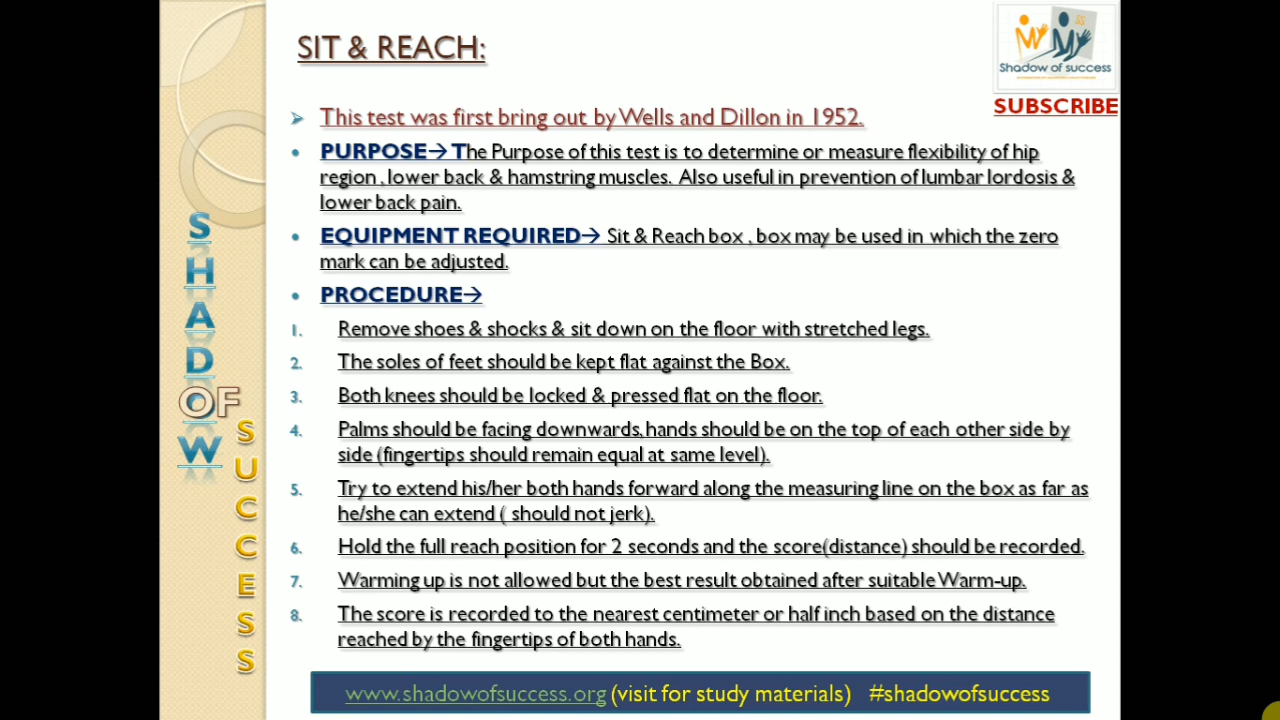 SIT & REACH:
Shadow of success
SUBSCRIBE
➢ This test was first bring out by Wells and Dillon in 1952.
• PURPOSE→ The Purpose of this test is to determine or measure flexibility of hip
region , lower back & hamstring muscles. Also useful in prevention of lumbar lordosis &
lower back pain.
• EQUIPMENT REQUIRED→ Sit & Reach box , box may be used in which the zero
mark can be adjusted.
• PROCEDURE→
1. Remove shoes & shocks & sit down on the floor with stretched legs.
2. The soles of feet should be kept flat against the Box.
3. Both knees should be locked & pressed flat on the floor.
4. Palms should be facing downwards, hands should be on the top of each other side by
side (fingertips should remain equal at same level).
5. Try to extend his/her both hands forward along the measuring line on the box as far as
he/she can extend ( should not jerk).
6. Hold the full reach position for 2 seconds and the score(distance) should be recorded.
7. Warming up is not allowed but the best result obtained after suitable Warm-up.
8. The score is recorded to the nearest centimeter or half inch based on the distance
reached by the fingertips of both hands.
SHADOW
OF
SUCCESS
www.shadowofsuccess.org (visit for study materials) #shadowofsuccess